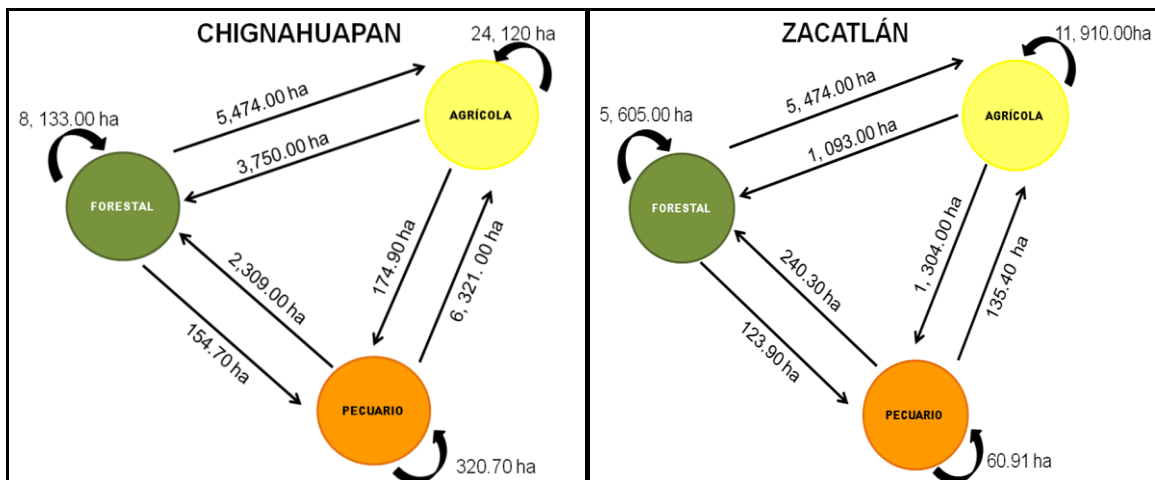 CHIGNAHUAPAN
24, 120 ha
8, 133.00 ha
5,474.00 ha
3,750.00 ha
AGRÍCOLA
FORESTAL
174.90 ha
6, 321. 00 ha
2,309.00 ha
154.70 ha
PECUARIO
320.70 ha
ZACATLÁN
11, 910.00ha
5, 605.00 ha
5, 474.00 ha
1, 093.00 ha
AGRÍCOLA
FORESTAL
1, 304.00 ha
135.40 ha
240.30 ha
123.90 ha
PECUARIO
60.91 ha